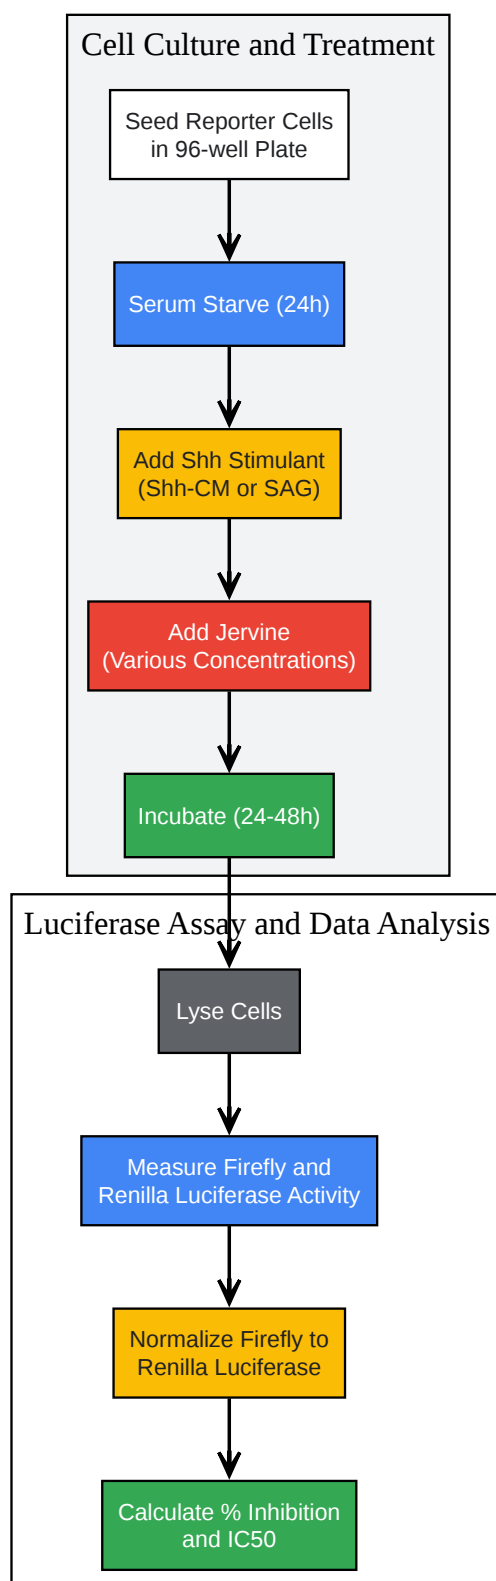 Cell Culture and Treatment
Seed Reporter Cells
in 96-well Plate
Serum Starve (24h)
Add Shh Stimulant
(Shh-CM or SAG)
Add Jervine
(Various Concentrations)
Incubate (24-48h)
Luciferase Assay and Data Analysis
Lyse Cells
Measure Firefly and
Renilla Luciferase Activity
Normalize Firefly to
Renilla Luciferase
Calculate % Inhibition
and IC50